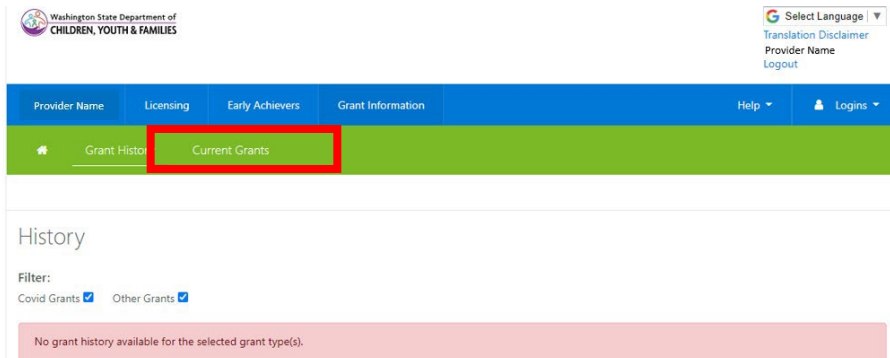 Washington State Department of
CHILDREN, YOUTH & FAMILIES
Select Language
Translation Disclaimer
Provider Name
Logout
Provider Name Licensing Early Achievers Grant Information Help Logins
Grant History Current Grants
History
Filter:
Covid Grants Other Grants
No grant history available for the selected grant type(s).